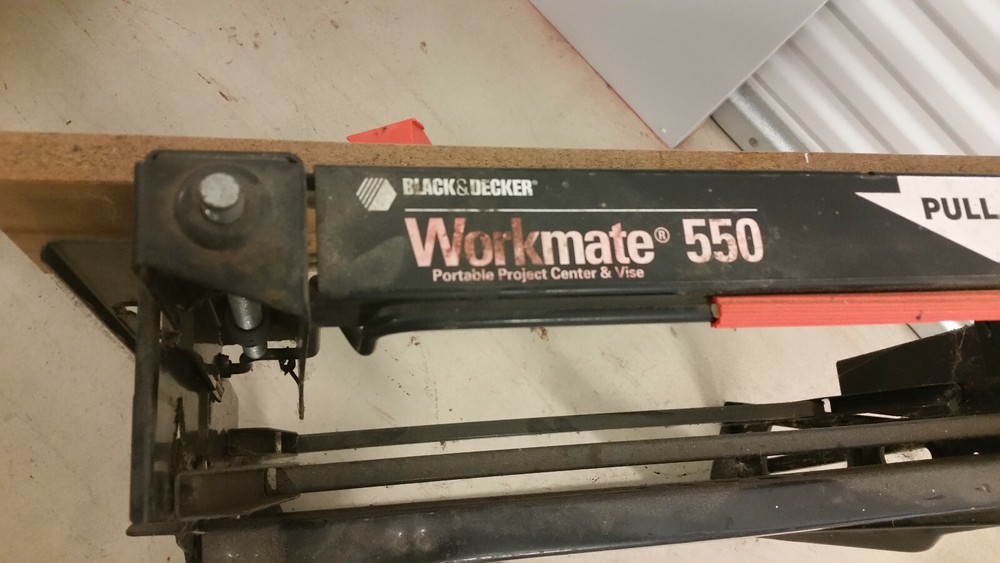 BLACK&DECKER®
Workmate® 550
Portable Project Center & Vise
PULL